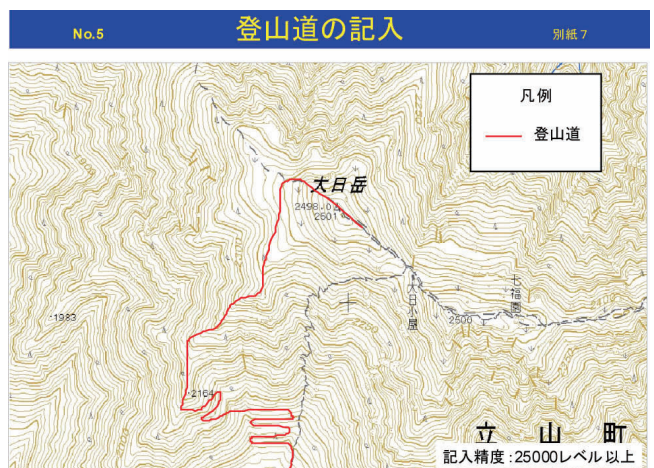 No.5
登山道の記入
別紙7
凡例
登山道
大日岳
2498
2501
大日小屋
七福園
2500
1983
2164
立山町
記入精度:25000レベル以上